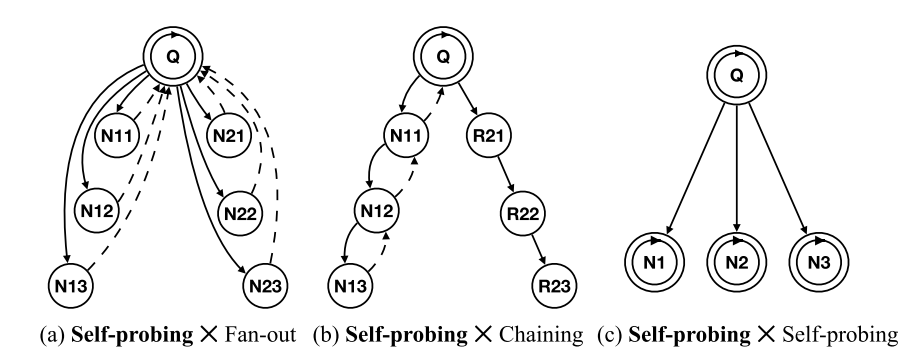 Q Q Q
N11 N21 N11 R21
N12 N22 N12 R22
N1 N2 N3
N13 N23 N13 R23
(a) Self-probing × Fan-out (b) Self-probing × Chaining (c) Self-probing × Self-probing